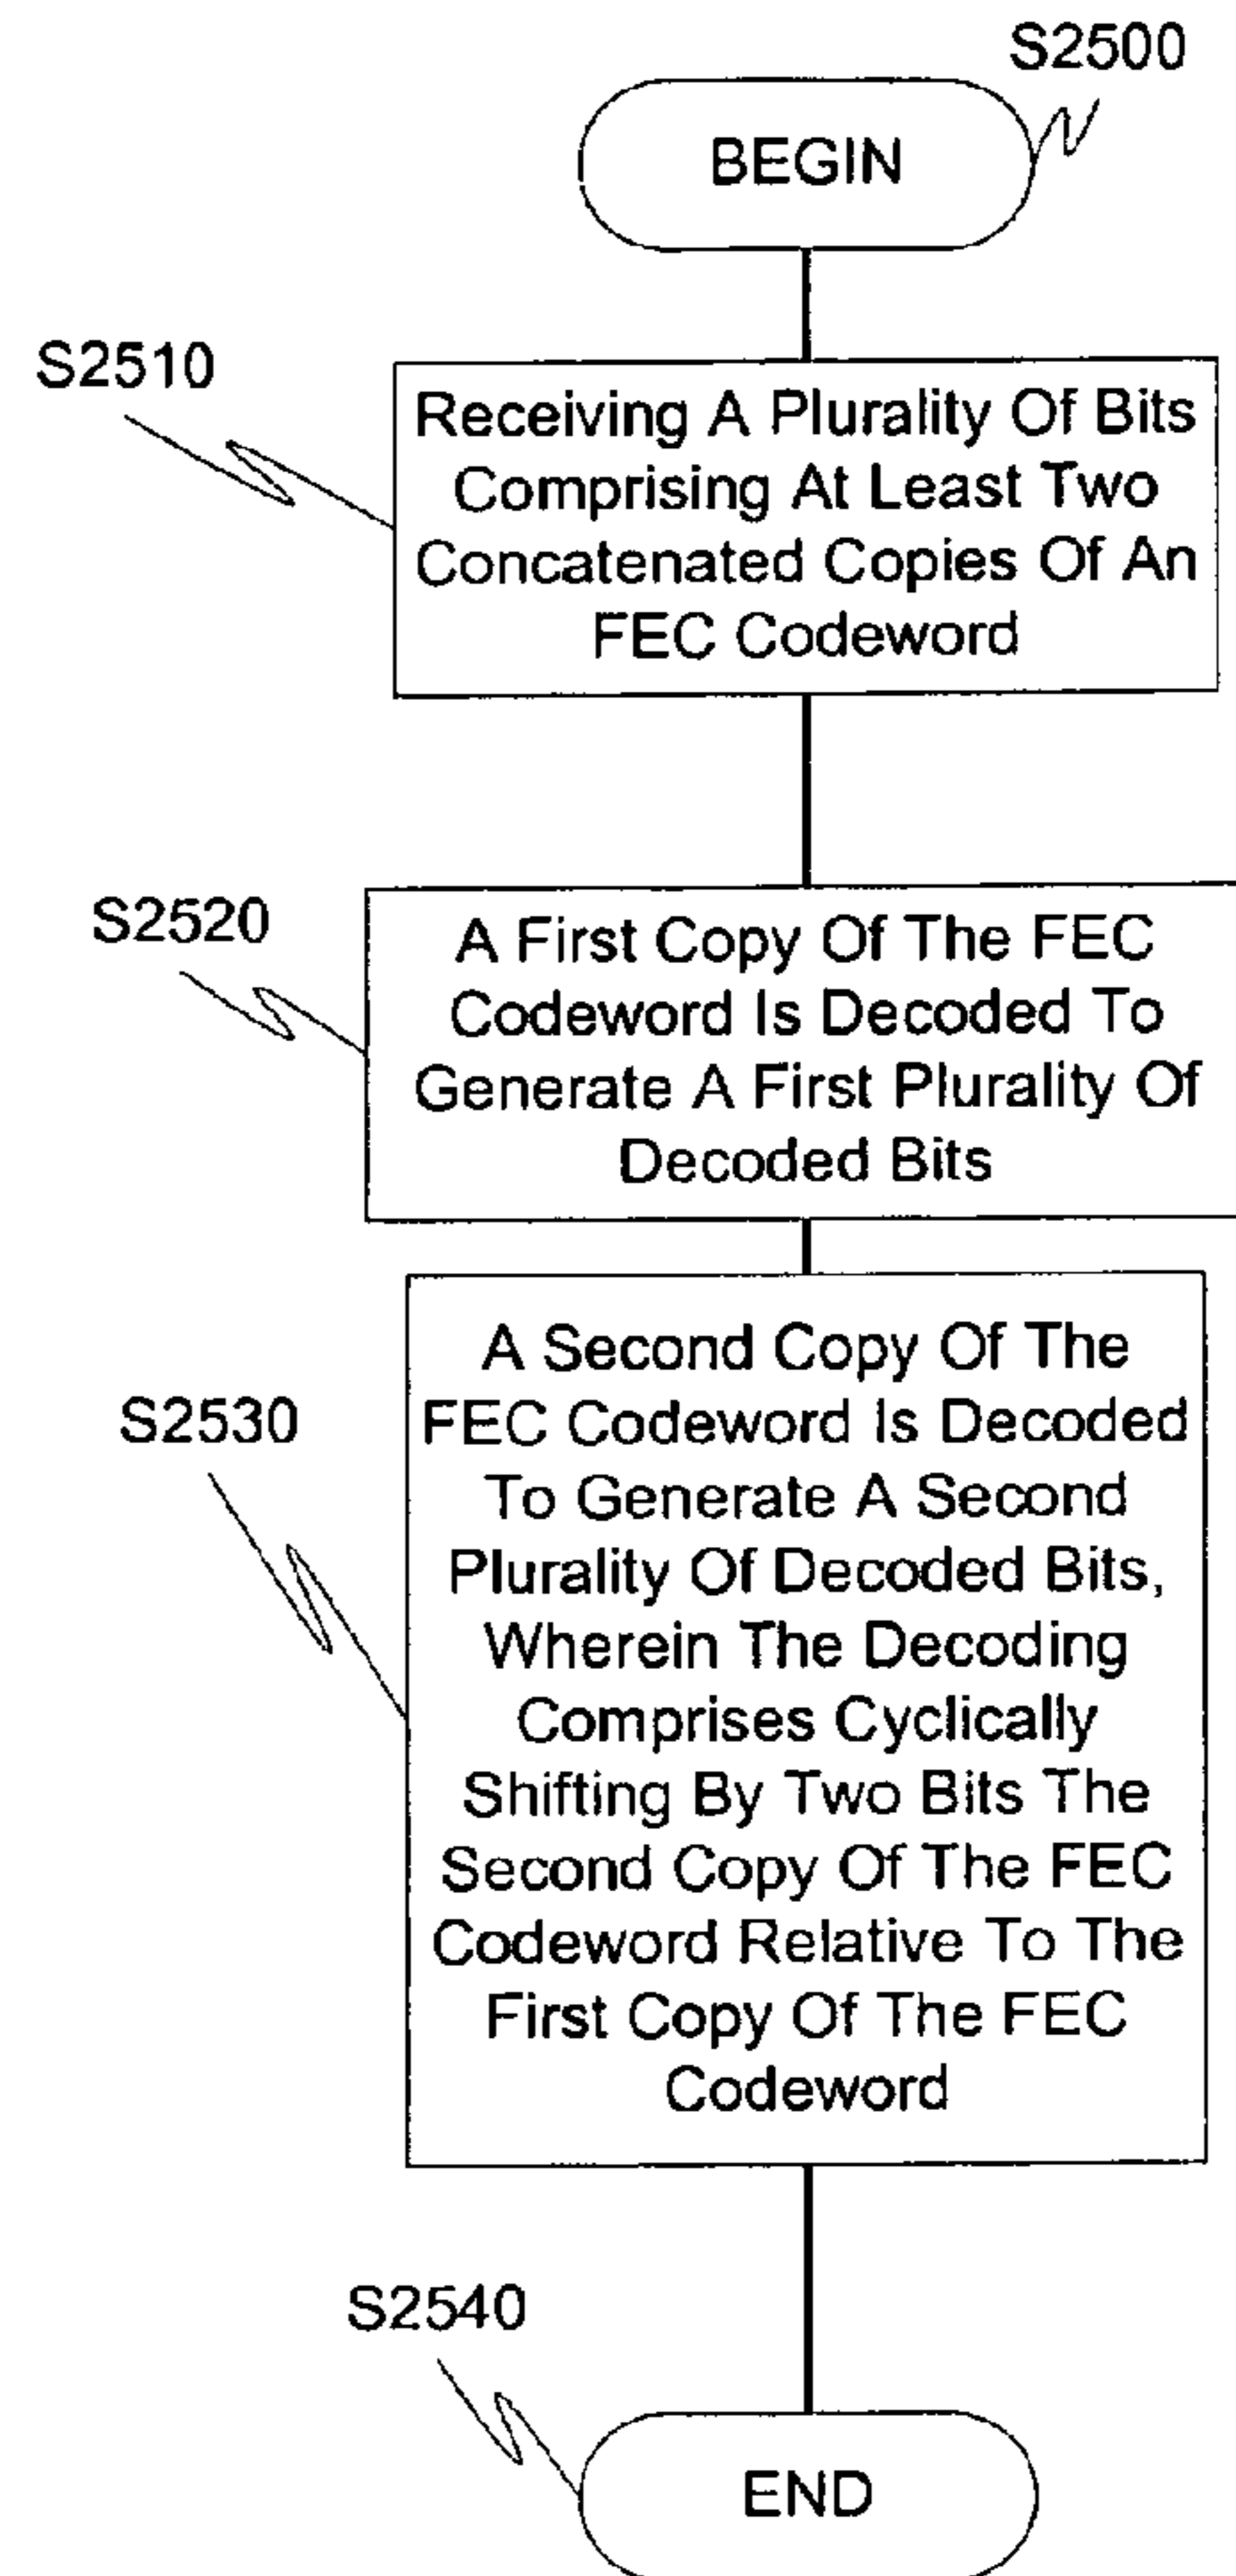 S2500
BEGIN
S2510
Receiving A Plurality Of Bits
Comprising At Least Two
Concatenated Copies Of An
FEC Codeword
S2520
A First Copy Of The FEC
Codeword Is Decoded To
Generate A First Plurality Of
Decoded Bits
S2530
A Second Copy Of The
FEC Codeword Is Decoded
To Generate A Second
Plurality Of Decoded Bits,
Wherein The Decoding
Comprises Cyclically
Shifting By Two Bits The
Second Copy Of The FEC
Codeword Relative To The
First Copy Of The FEC
Codeword
S2540
END